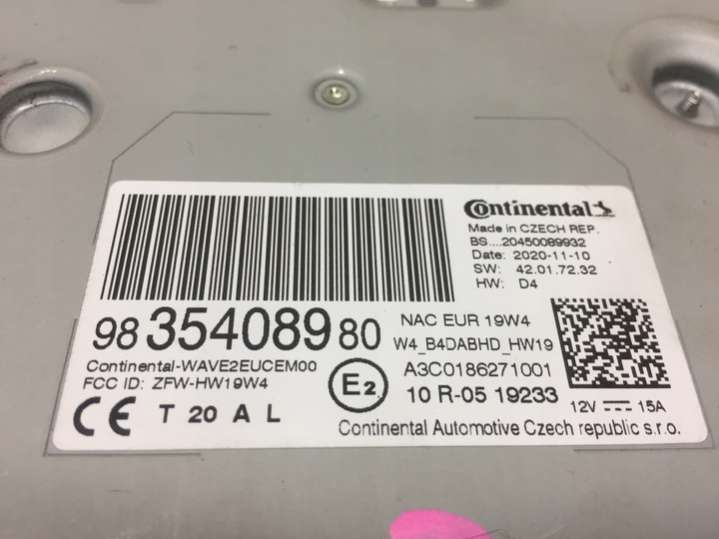 Continental
Made in CZECH REP.
BS....20450089932
Date: 2020-11-10
SW: 42.01.72.32
HW: D4
98 354089 80
NAC EUR 19W4
W4_B4DABHD_HW19
Continental-WAVE2EUCEM00
A3C0186271001
FCC ID: ZFW-HW19W4
E2
10 R-05 19233
12V 15A
CE T 20 A L
Continental Automotive Czech republic s.r.o.